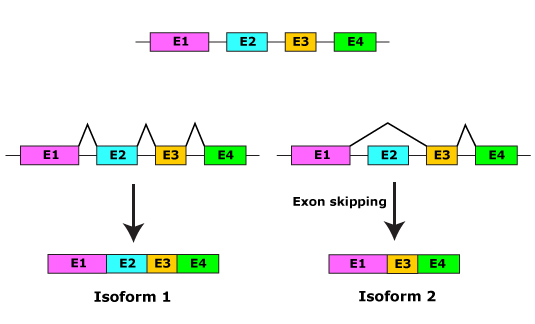 E1 E2 E3 E4
E1 E2 E3 E4
E1 E2 E3 E4
Exon skipping
E1 E2 E3 E4
E1 E3 E4
Isoform 1
Isoform 2